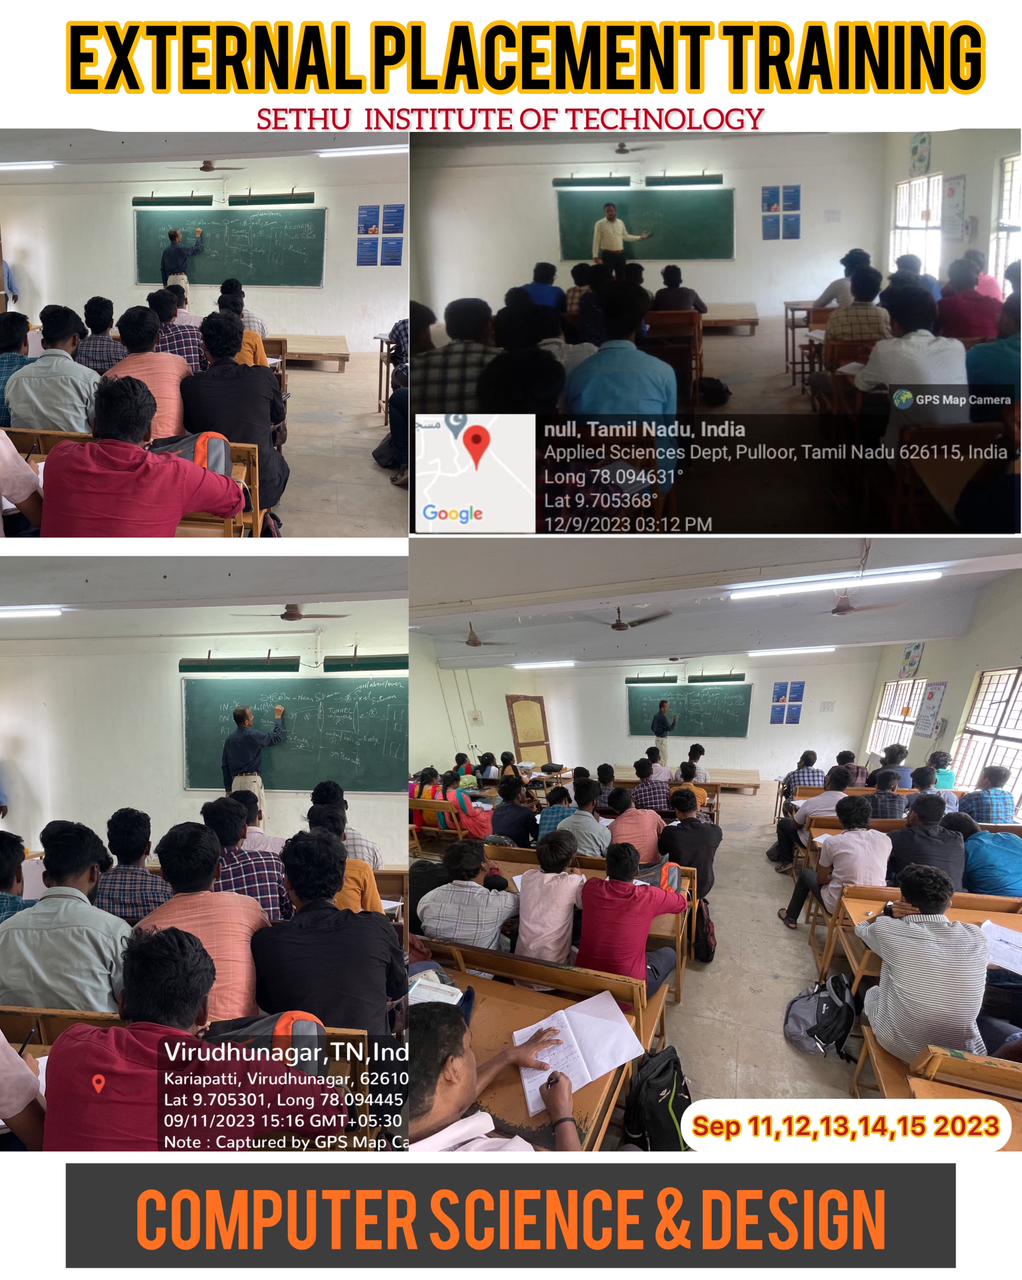 EXTERNAL PLACEMENT TRAINING
SETHU INSTITUTE OF TECHNOLOGY
GPS Map Camera
null, Tamil Nadu, India
Applied Sciences Dept, Pulloor, Tamil Nadu 626115, India
Long 78.094631°
Lat 9.705368°
12/9/2023 03:12 PM
Google
Virudhunagar,TN,Ind
Kariapatti, Virudhunagar, 62610
Lat 9.705301, Long 78.094445
09/11/2023 15:16 GMT+05:30
Note : Captured by GPS Map Ca
Sep 11,12,13,14,15 2023
COMPUTER SCIENCE & DESIGN